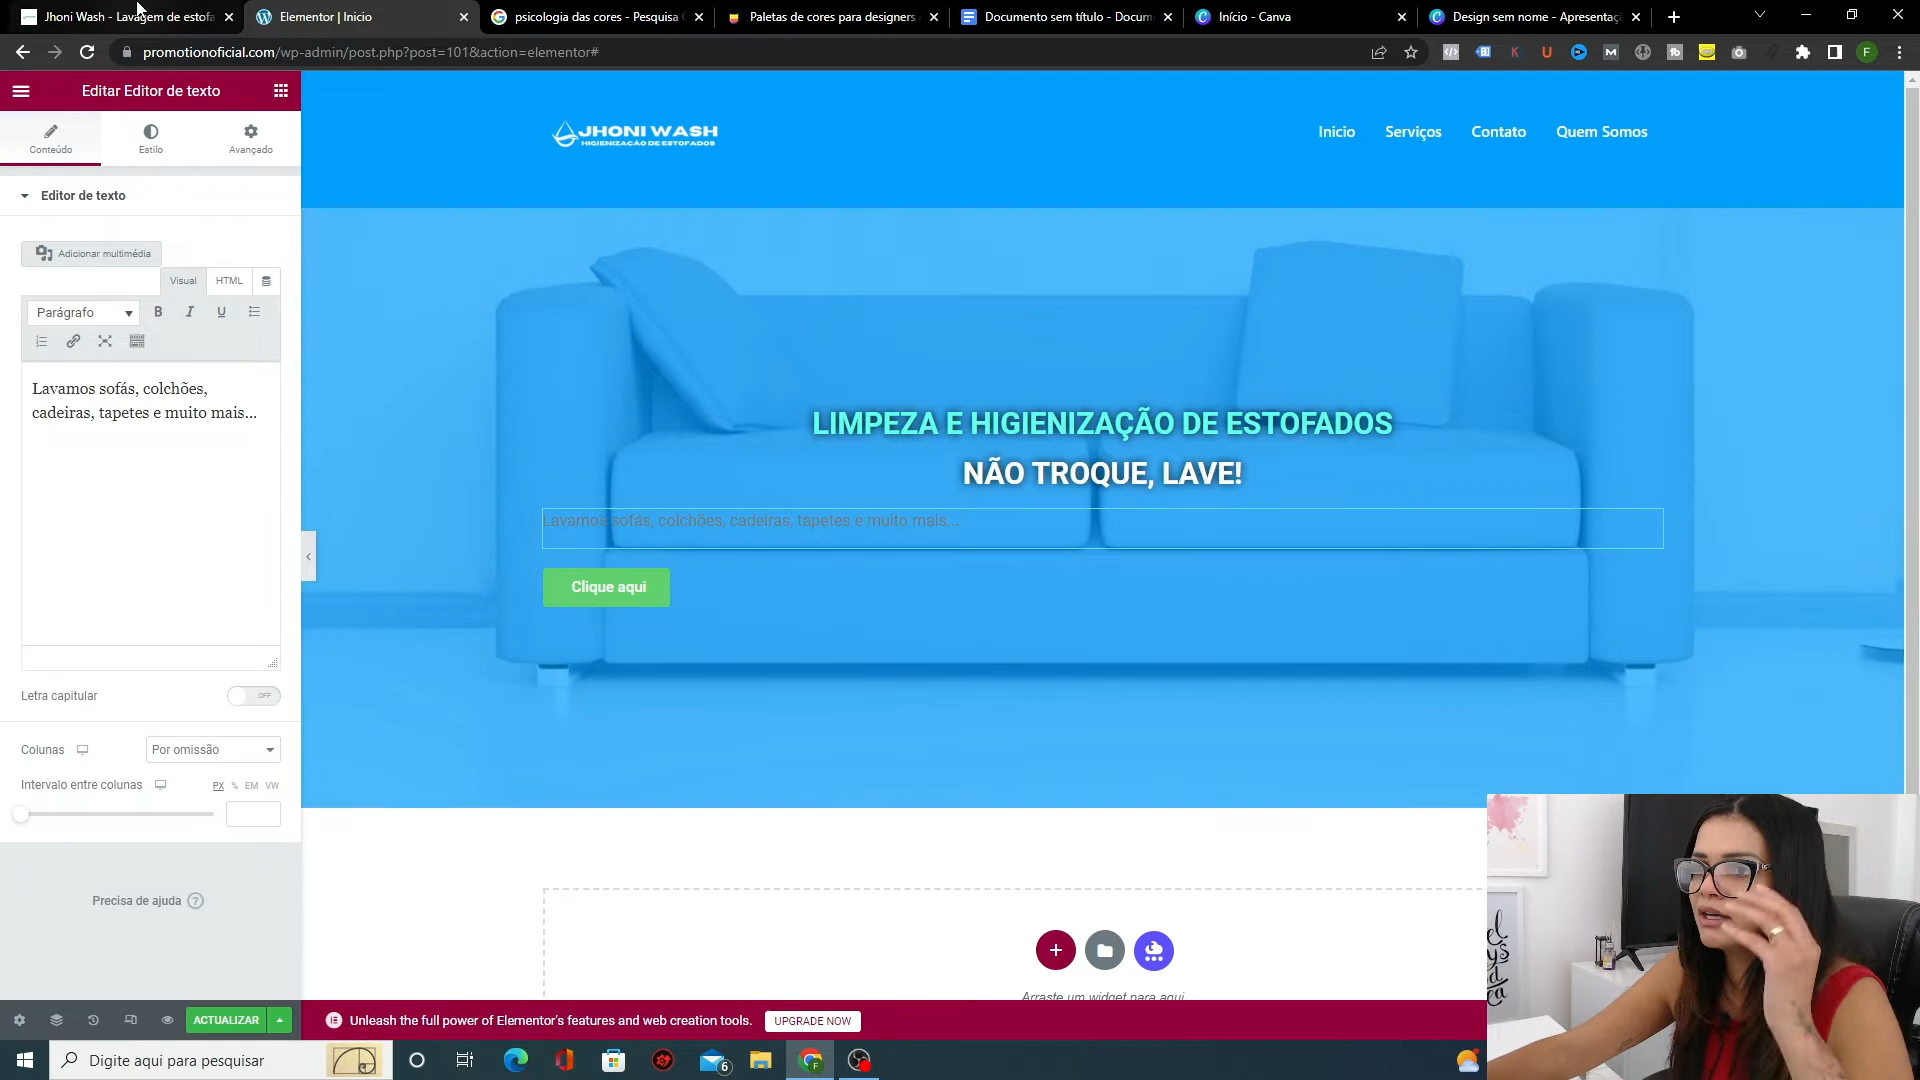 Jhoni Wash - Lavagem de estofa
Elementor | Inicio
psicologia das cores - Pesquisa
Paletas de cores para designers
Documento sem título - Docum
Início - Canva
Design sem nome - Apresentaç
promotionoficial.com/wp-admin/post.php?post=101&action=elementor#
F
Editar Editor de texto
Conteúdo
Estilo
Avançado
Editor de texto
Adicionar multimédia
Visual
HTML
Parágrafo
B
I
U
Lavamos sofás, colchões,
cadeiras, tapetes e muito mais...
Letra capitular
OFF
Colunas
Por omissão
Intervalo entre colunas
PX
%
EM
VW
Precisa de ajuda
ACTUALIZAR
JHONI WASH
HIGIENIZAÇÃO DE ESTOFADOS
Inicio
Serviços
Contato
Quem Somos
LIMPEZA E HIGIENIZAÇÃO DE ESTOFADOS
NÃO TROQUE, LAVE!
Lavamos sofás, colchões, cadeiras, tapetes e muito mais...
Clique aqui
Arraste um widget para aqui
Unleash the full power of Elementor's features and web creation tools.
UPGRADE NOW
Digite aqui para pesquisar
6